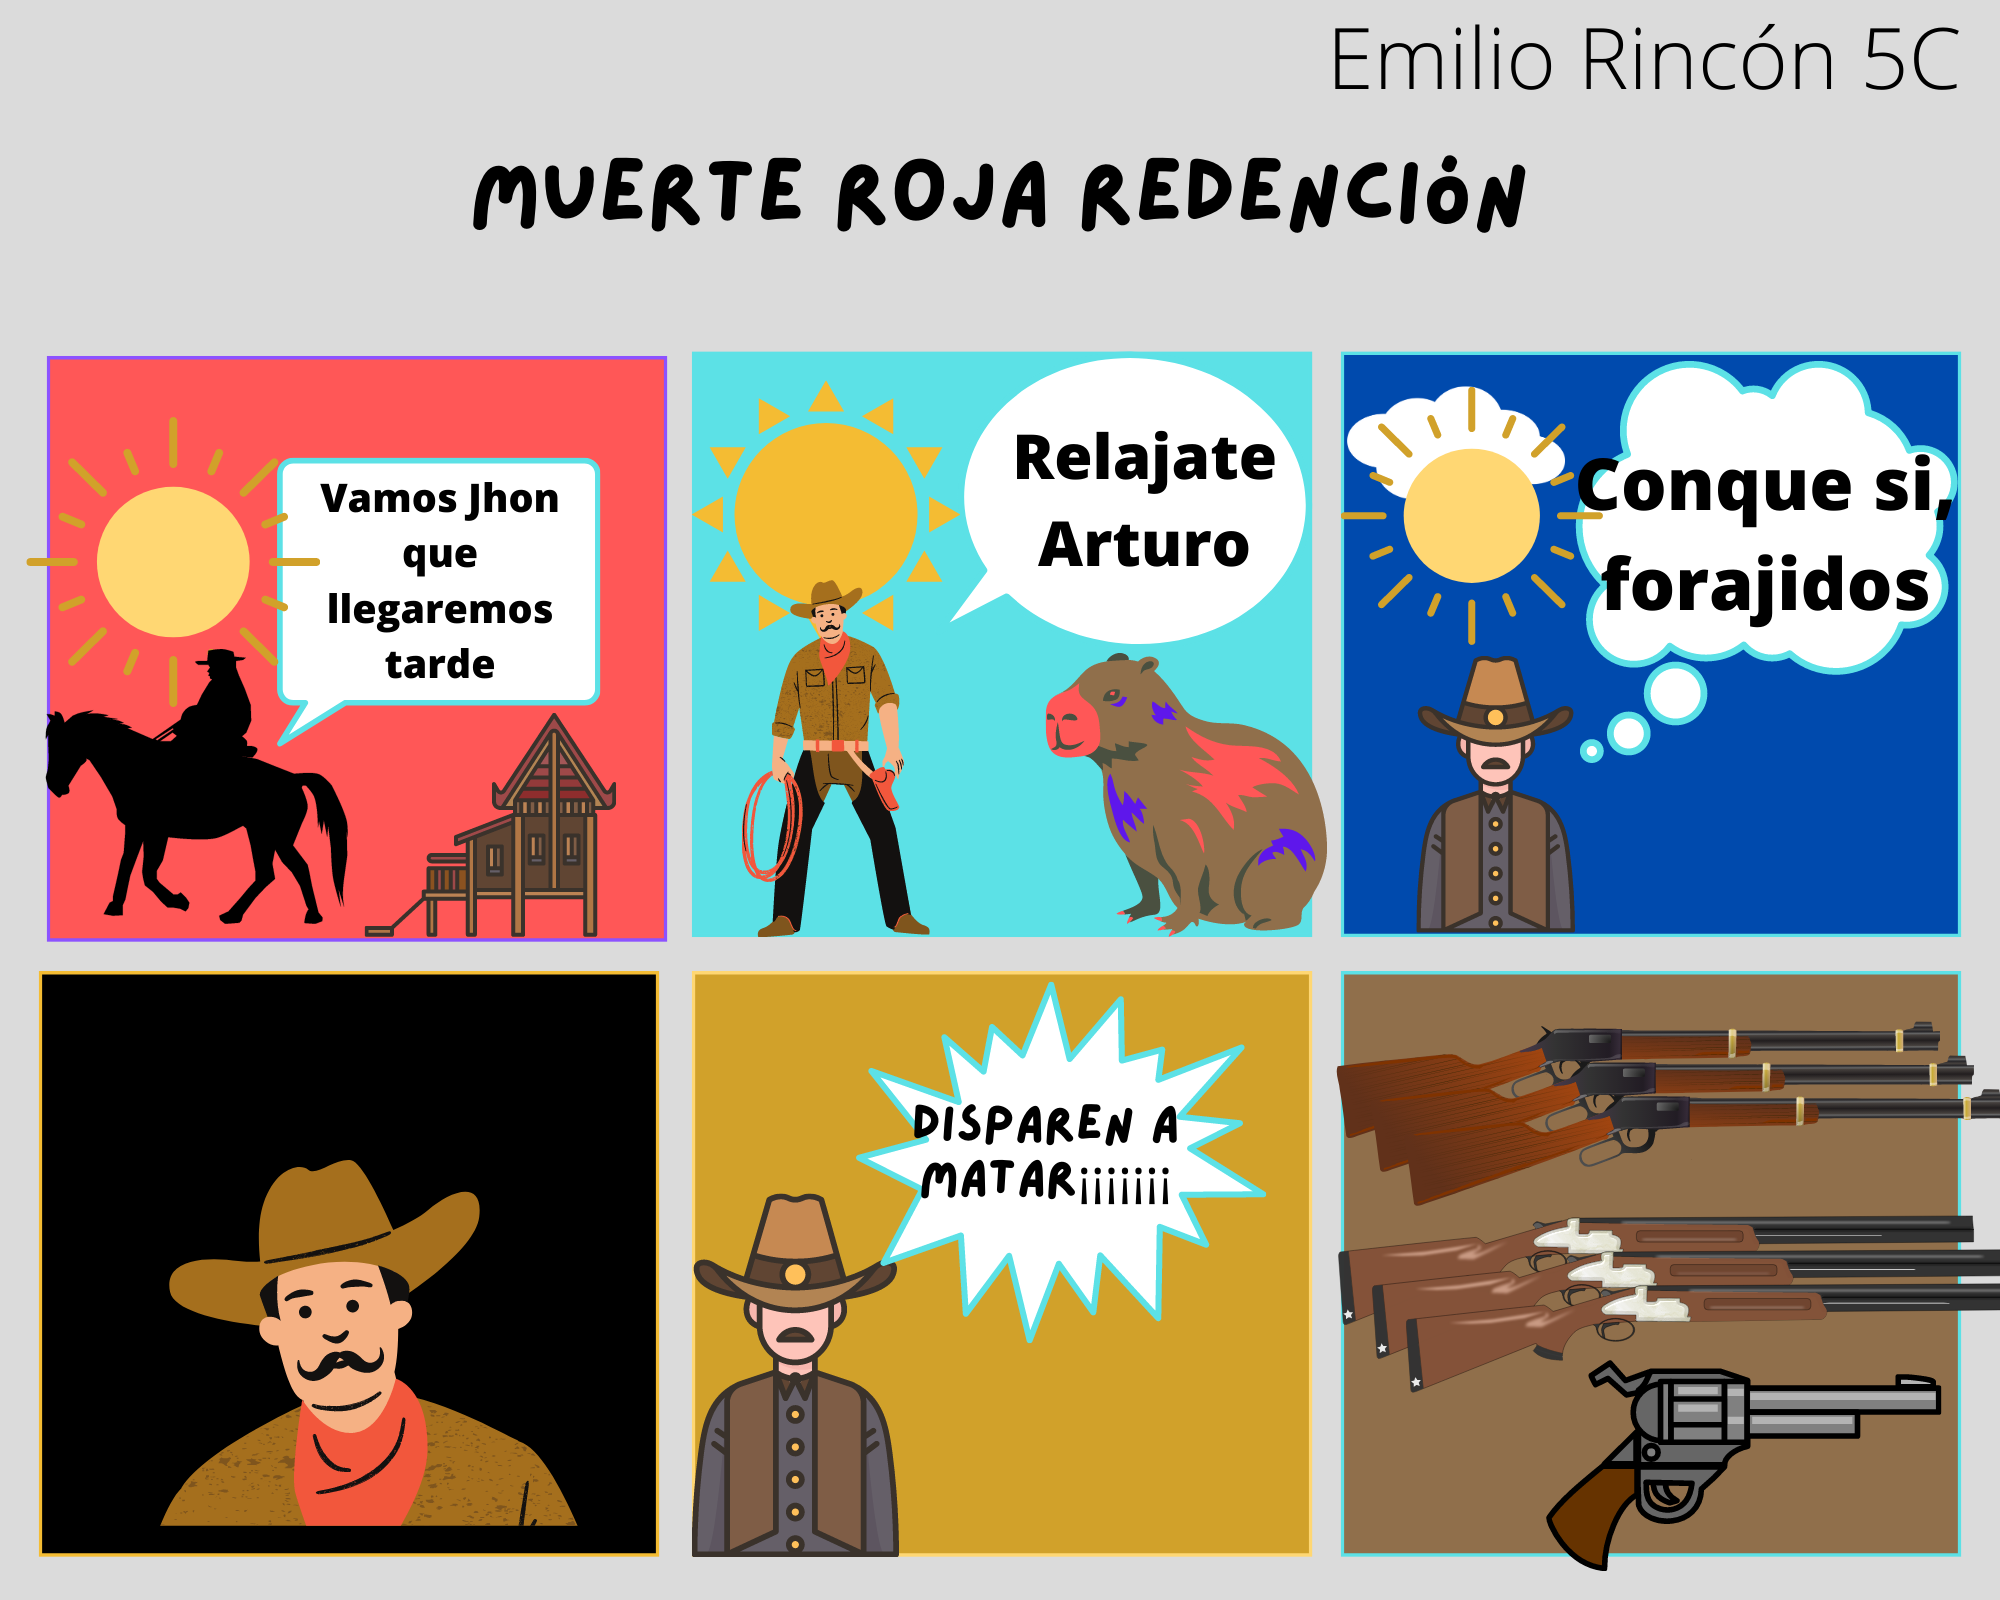 Emilio Rincón 5C
MUERTE ROJA REDENCIÓN
Vamos Jhon
que
llegaremos
tarde
Relajate
Arturo
Conque si,
forajidos
DISPAREN A
MATAR¡¡¡¡¡¡¡